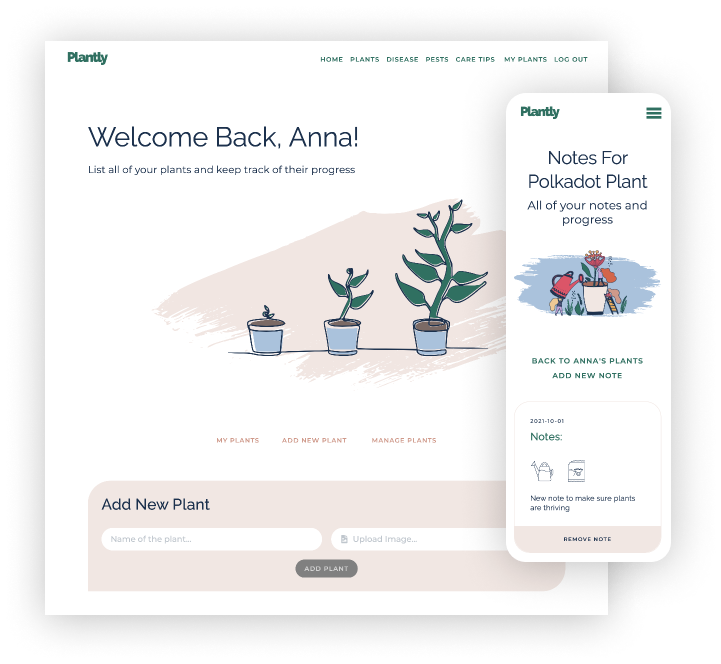 Plantly
HOME PLANTS DISEASE PESTS CARE TIPS MY PLANTS LOG OUT
Welcome Back, Anna!
List all of your plants and keep track of their progress
MY PLANTS ADD NEW PLANT MANAGE PLANTS
Add New Plant
Name of the plant...
Upload Image...
ADD PLANT
Plantly
Notes For
Polkadot Plant
All of your notes and
progress
BACK TO ANNA'S PLANTS
ADD NEW NOTE
2021-10-01
Notes:
New note to make sure plants
are thriving
REMOVE NOTE